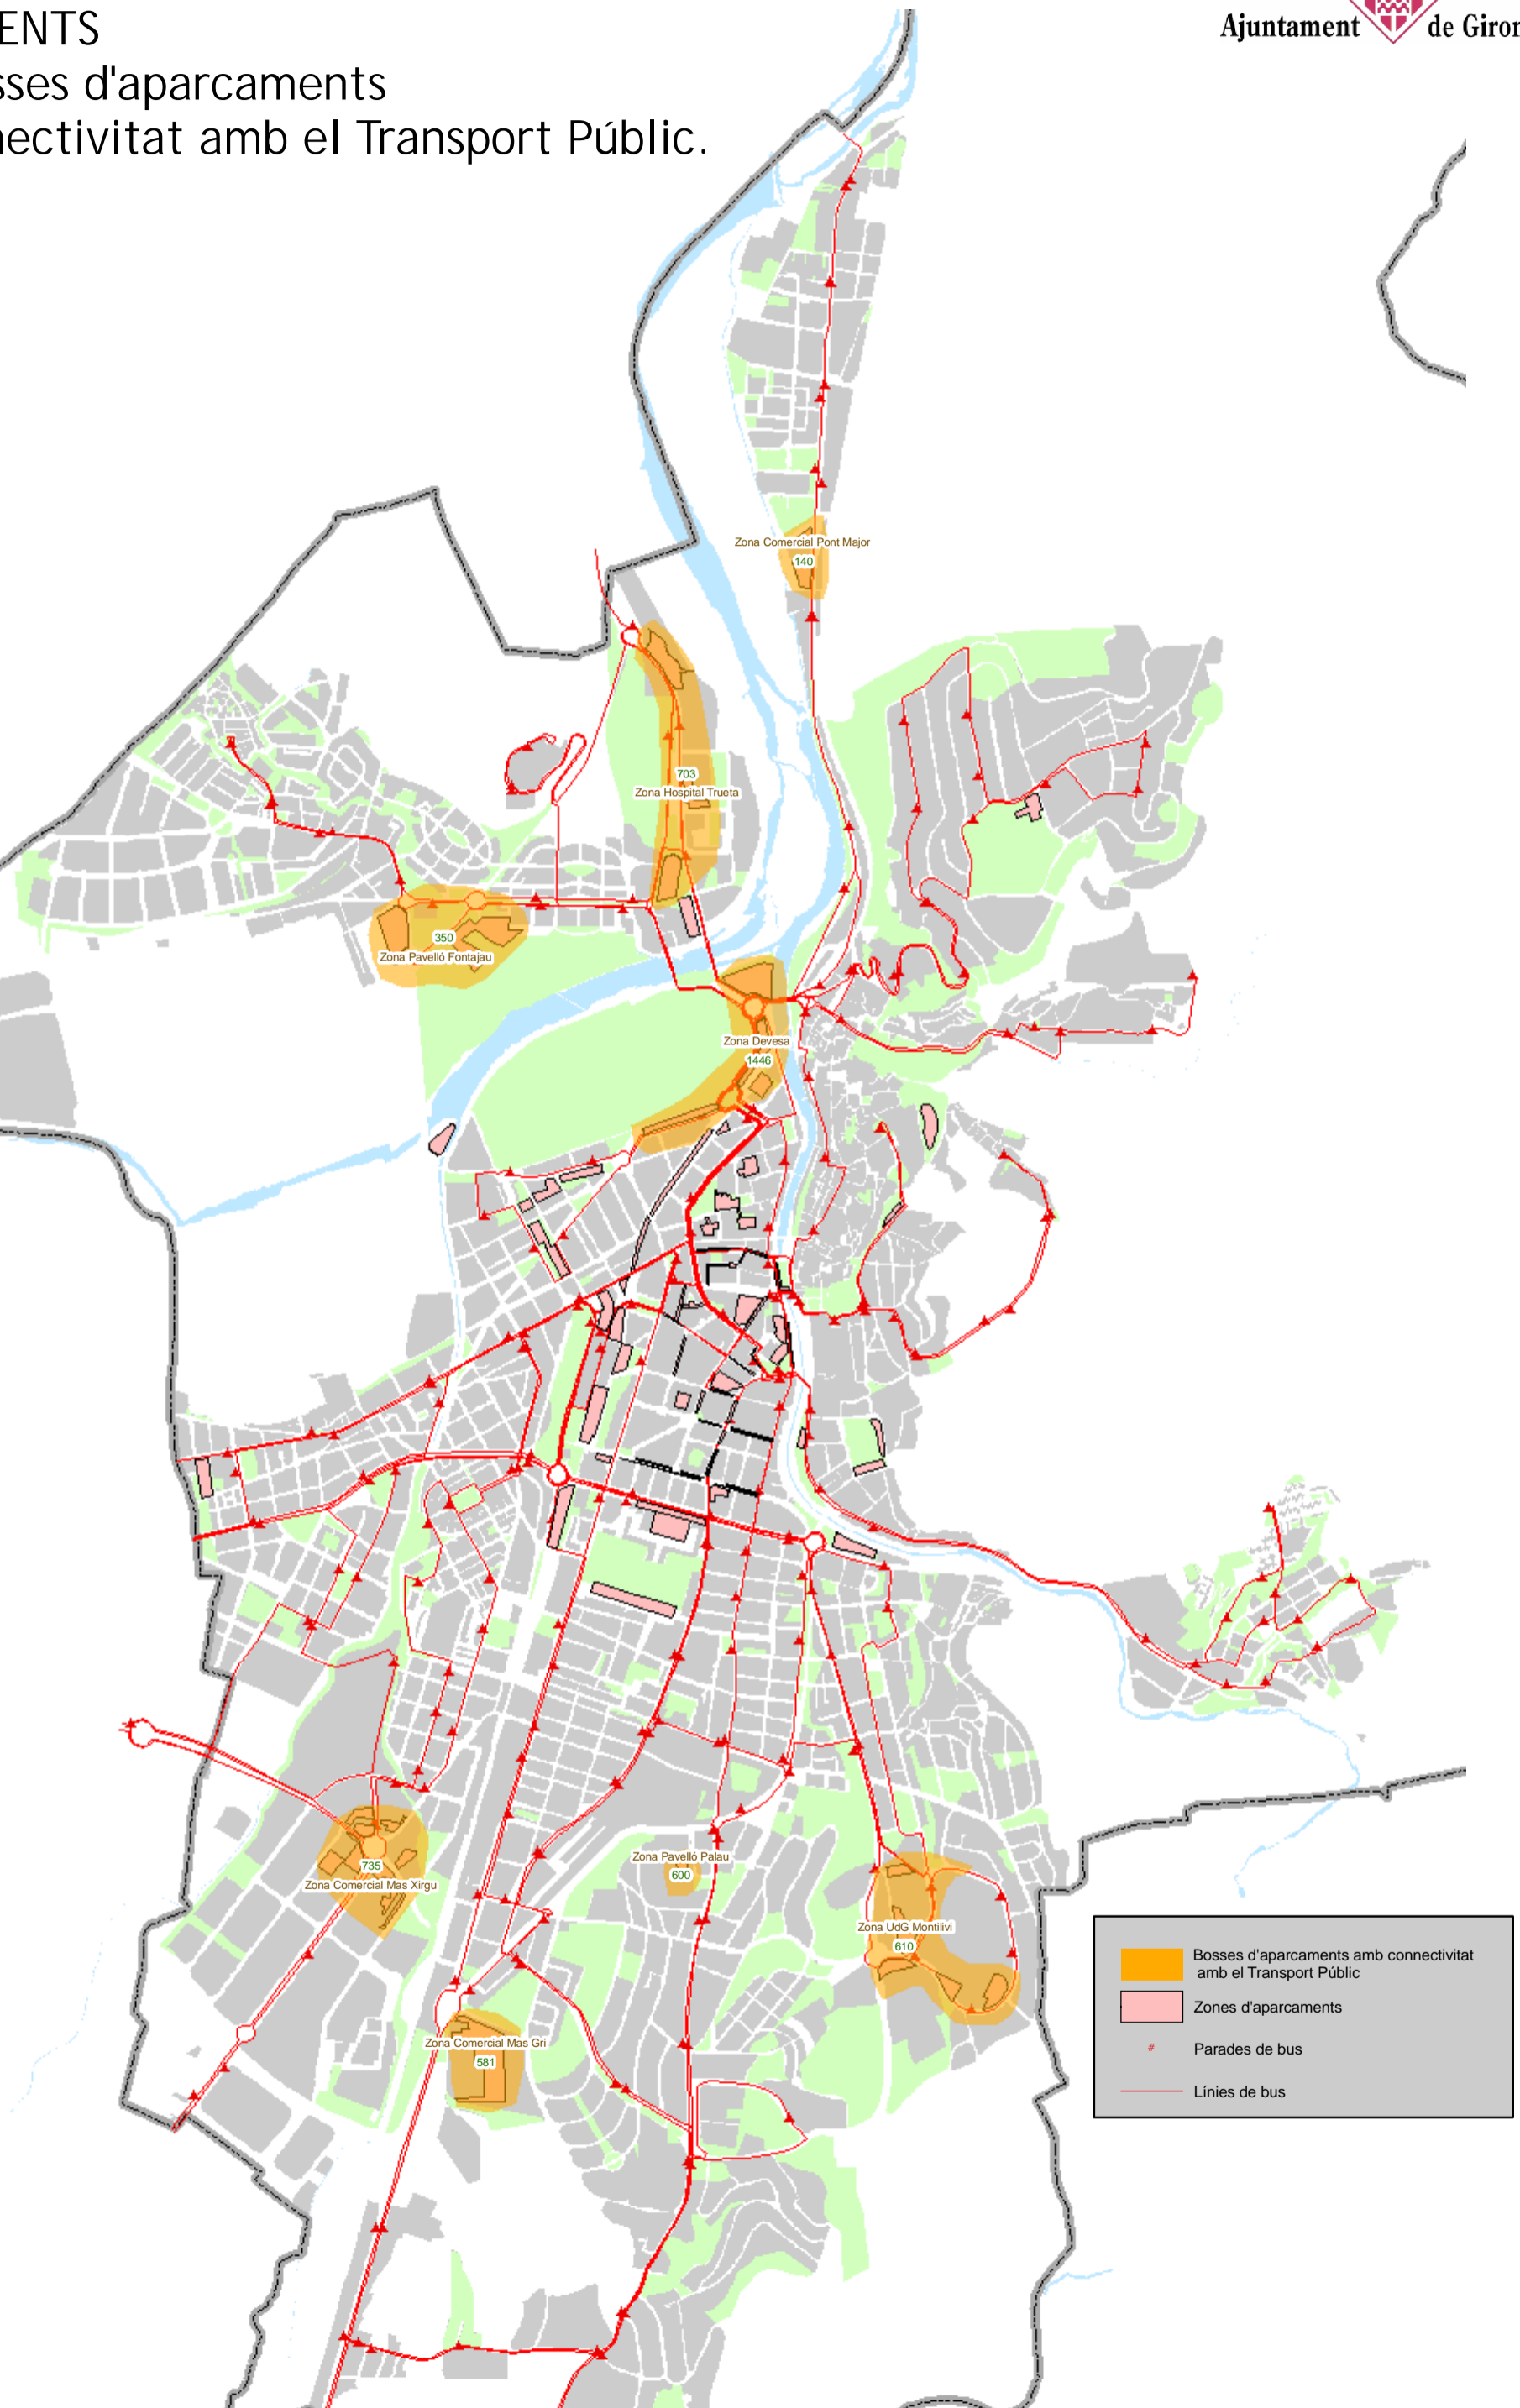 ENTS
sses d'aparcaments
nectivitat amb el Transport Públic.
Ajuntament de Giron
Zona Comercial Pont Major
140
703
Zona Hospital Trueta
350
Zona Pavelló Fontajau
Zona Devesa
1446
Zona Pavelló Palau
600
735
Zona Comercial Mas Xirgu
Zona UdG Montilivi
610
Zona Comercial Mas Gri
581
Bosses d'aparcaments amb connectivitat
amb el Transport Públic
Zones d'aparcaments
# Parades de bus
Línies de bus